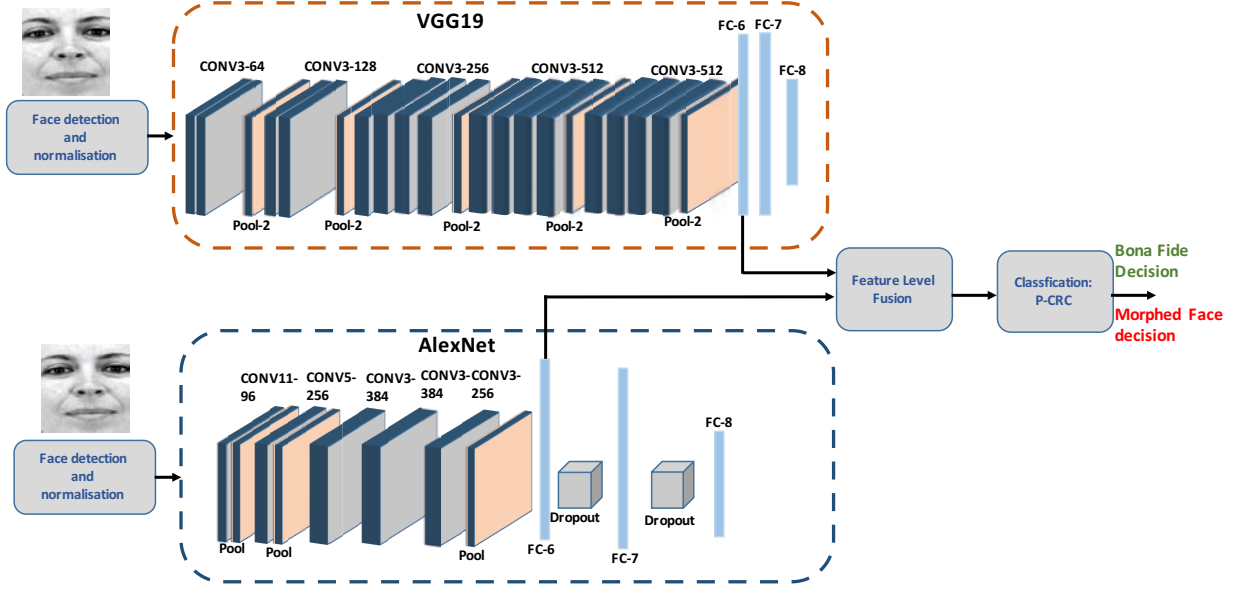 VGG19
FC-6
FC-7
CONV3-64
CONV3-128
CONV3-256
CONV3-512
CONV3-512
FC-8
Face detection
and
normalisation
Pool-2
Pool-2
Pool-2
Pool-2
Pool-2
Feature Level
Fusion
Classfication:
P-CRC
Bona Fide
Decision
Morphed Face
decision
AlexNet
CONV11-
96
CONV5-
256
CONV3-
384
CONV3-
384
CONV3-
256
FC-8
Face detection
and
normalisation
Dropout
Dropout
Pool
Pool
Pool
FC-6
FC-7